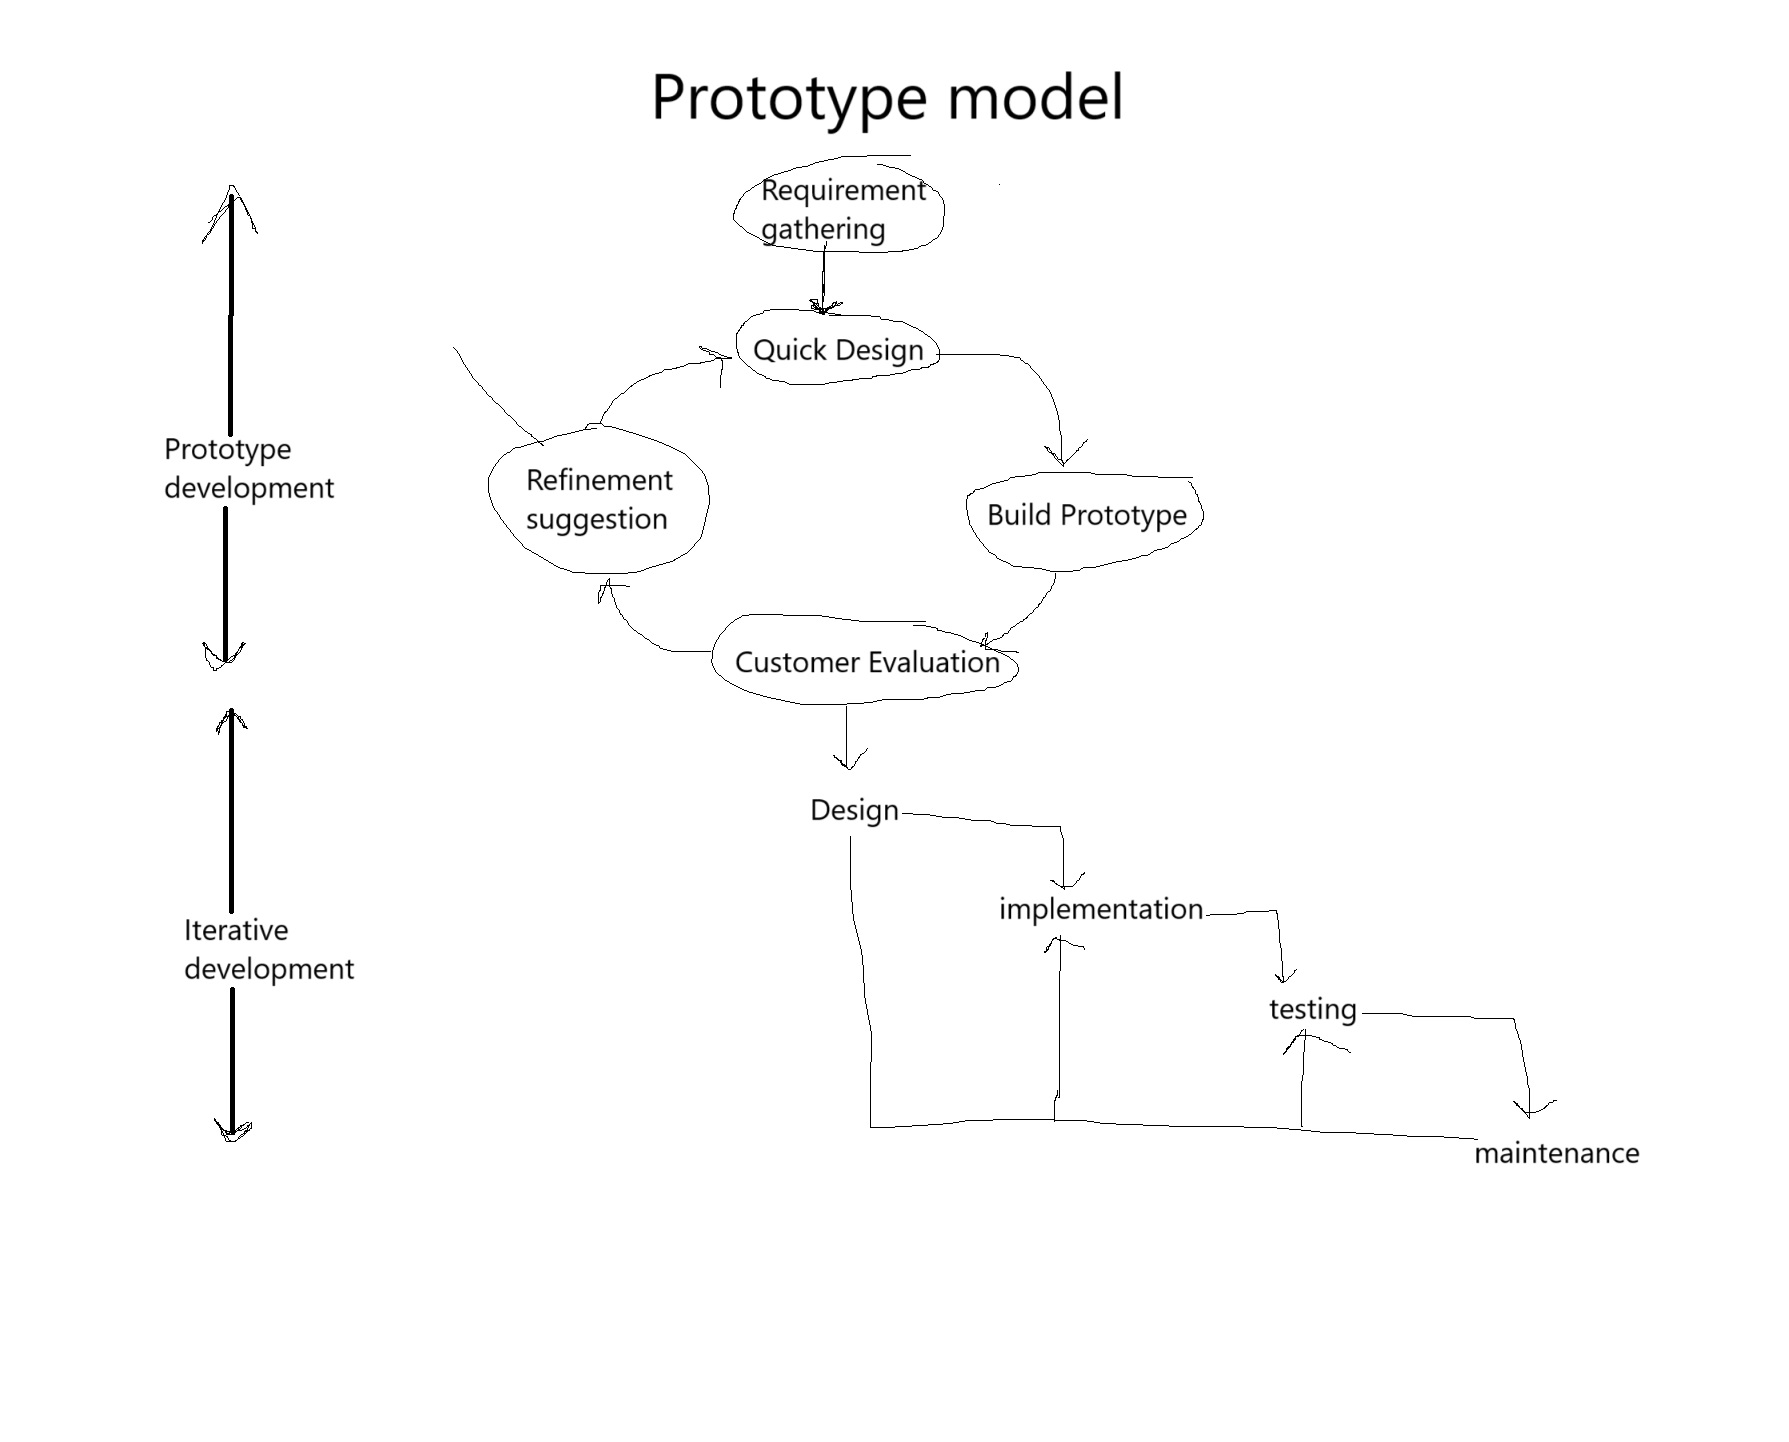 Prototype model
Requirement
gathering
Quick Design
Prototype
development
Refinement
suggestion
Build Prototype
Customer Evaluation
Design
Iterative
development
implementation
testing
maintenance